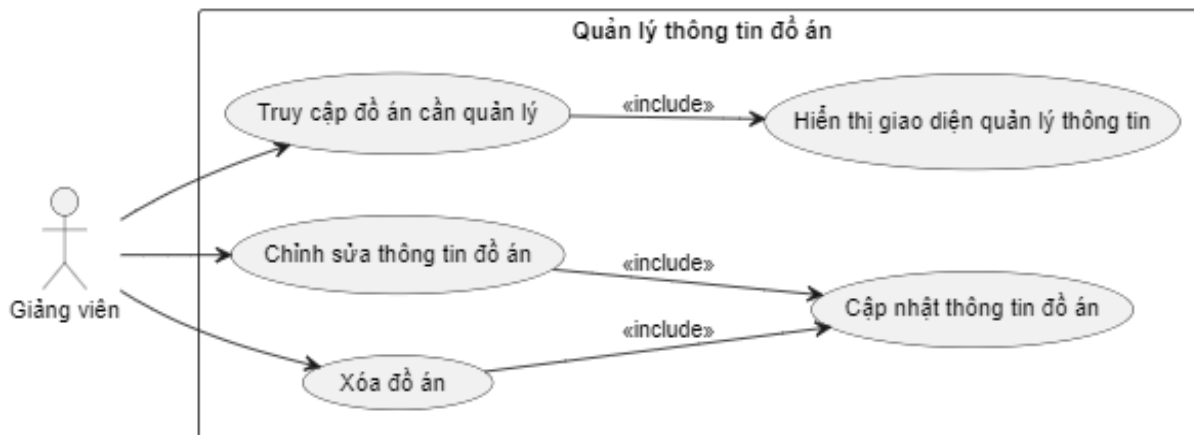 Quản lý thông tin đồ án
Truy cập đồ án cần quản lý
«include»
Hiển thị giao diện quản lý thông tin
Giảng viên
Chỉnh sửa thông tin đồ án
«include»
Cập nhật thông tin đồ án
«include»
Xóa đồ án